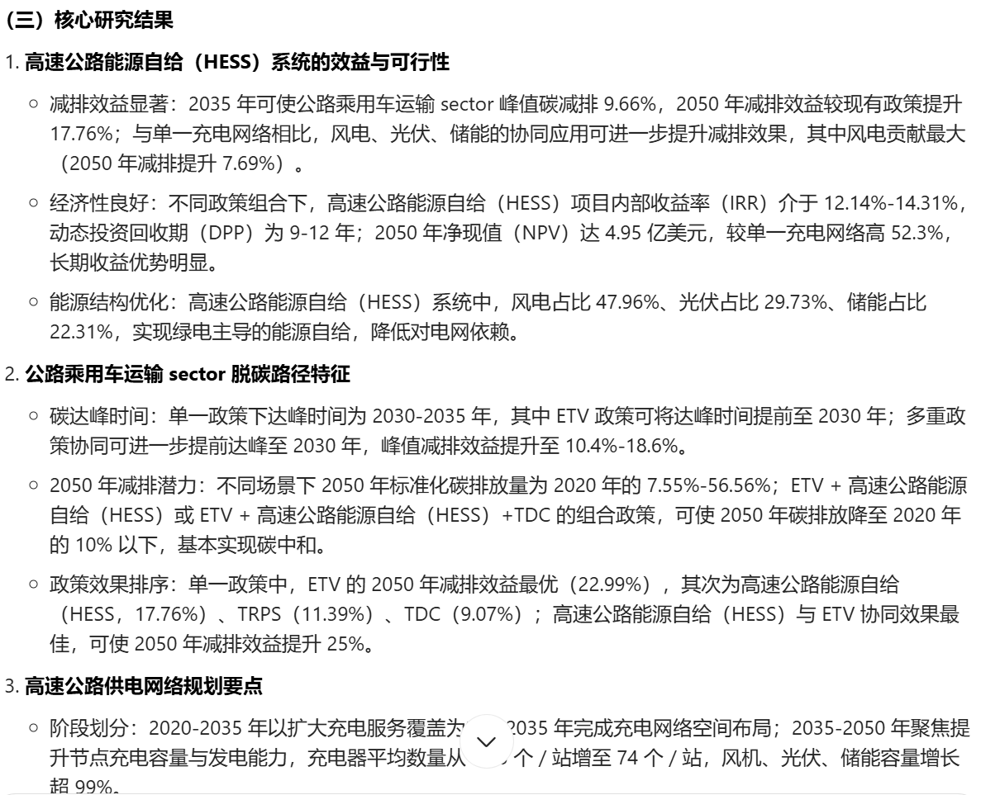 （三）核心研究结果
1. 高速公路能源自给（HESS）系统的效益与可行性
减排效益显著：2035 年可使公路乘用车运输 sector 峰值碳减排 9.66%，2050 年减排效益较现有政策提升
17.76%；与单一充电网络相比，风电、光伏、储能的协同应用可进一步提升减排效果，其中风电贡献最大
（2050 年减排提升 7.69%）。
经济性良好：不同政策组合下，高速公路能源自给（HESS）项目内部收益率（IRR）介于 12.14%-14.31%，
动态投资回收期（DPP）为 9-12 年；2050 年净现值（NPV）达 4.95 亿美元，较单一充电网络高 52.3%，
长期收益优势明显。
能源结构优化：高速公路能源自给（HESS）系统中，风电占比 47.96%、光伏占比 29.73%、储能占比
22.31%，实现绿电主导的能源自给，降低对电网依赖。
2. 公路乘用车运输 sector 脱碳路径特征
碳达峰时间：单一政策下达峰时间为 2030-2035 年，其中 ETV 政策可将达峰时间提前至 2030 年；多重政
策协同可进一步提前达峰至 2030 年，峰值减排效益提升至 10.4%-18.6%。
2050 年减排潜力：不同场景下 2050 年标准化碳排放量为 2020 年的 7.55%-56.56%；ETV + 高速公路能源
自给（HESS）或 ETV + 高速公路能源自给（HESS）+TDC 的组合政策，可使 2050 年碳排放降至 2020 年
的 10% 以下，基本实现碳中和。
政策效果排序：单一政策中，ETV 的 2050 年减排效益最优（22.99%），其次为高速公路能源自给
（HESS，17.76%）、TRPS（11.39%）、TDC（9.07%）；高速公路能源自给（HESS）与 ETV 协同效果最
佳，可使 2050 年减排效益提升 25%。
3. 高速公路供电网络规划要点
阶段划分：2020-2035 年以扩大充电服务覆盖为 2035 年完成充电网络空间布局；2035-2050 年聚焦提
升节点充电容量与发电能力，充电器平均数量从 个 / 站增至 74 个 / 站，风机、光伏、储能容量增长
超 99%。